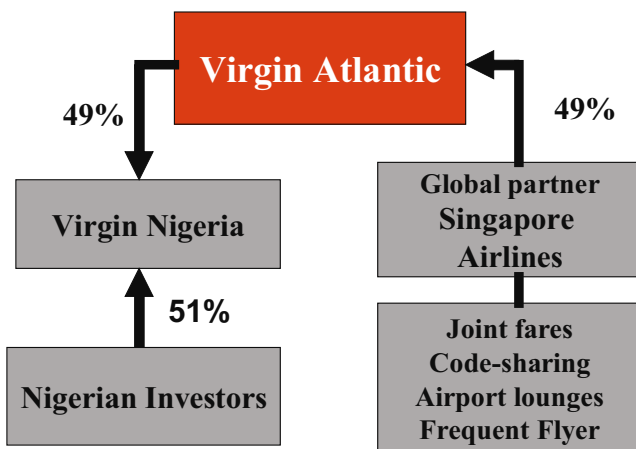 Virgin Atlantic
49%
49%
Virgin Nigeria
Global partner
Singapore
Airlines
51%
Nigerian Investors
Joint fares
Code-sharing
Airport lounges
Frequent Flyer